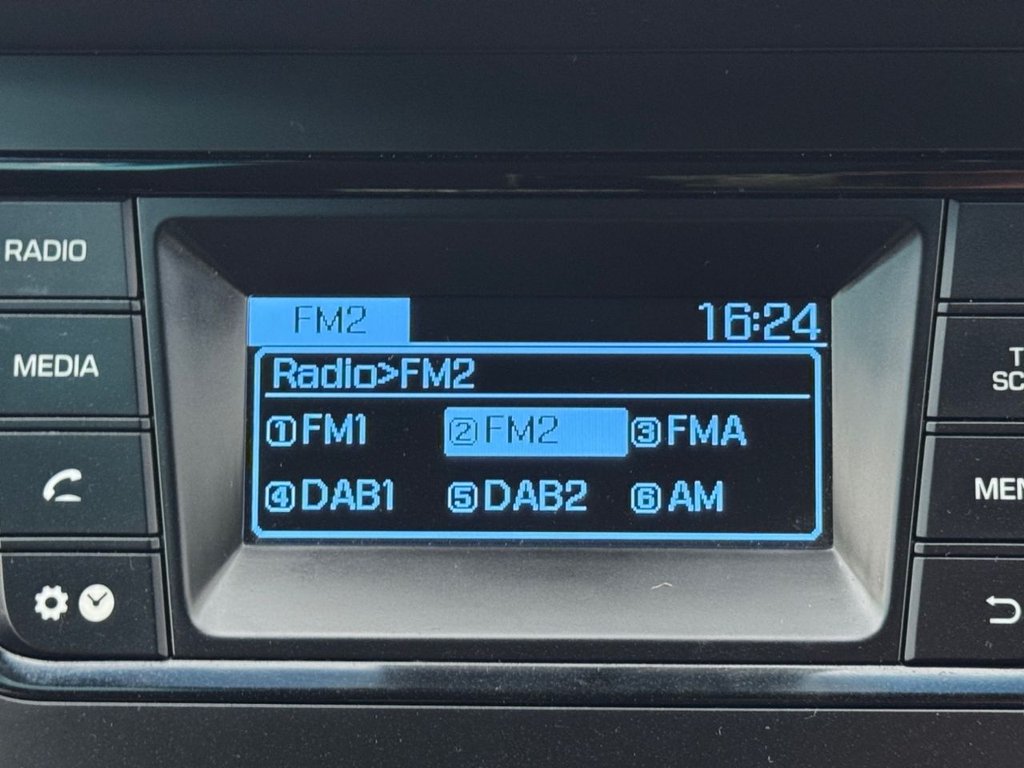 RADIO
MEDIA
FM2 16:24
Radio>FM2
①FM1 ②FM2 ③FMA
④DAB1 ⑤DAB2 ⑥AM